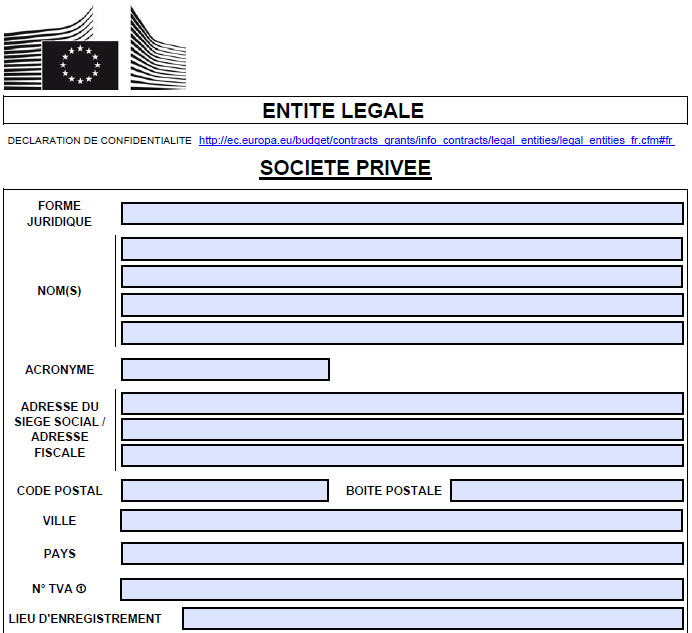 ENTITE LEGALE
DECLARATION DE CONFIDENTIALITE http://ec.europa.eu/budget/contracts_grants/info_contracts/legal_entities/legal_entities_fr.cfm#fr
SOCIETE PRIVEE
FORME
JURIDIQUE
NOM(S)
ACRONYME
ADRESSE DU
SIEGE SOCIAL /
ADRESSE
FISCALE
CODE POSTAL BOITE POSTALE
VILLE
PAYS
N° TVA ①
LIEU D'ENREGISTREMENT